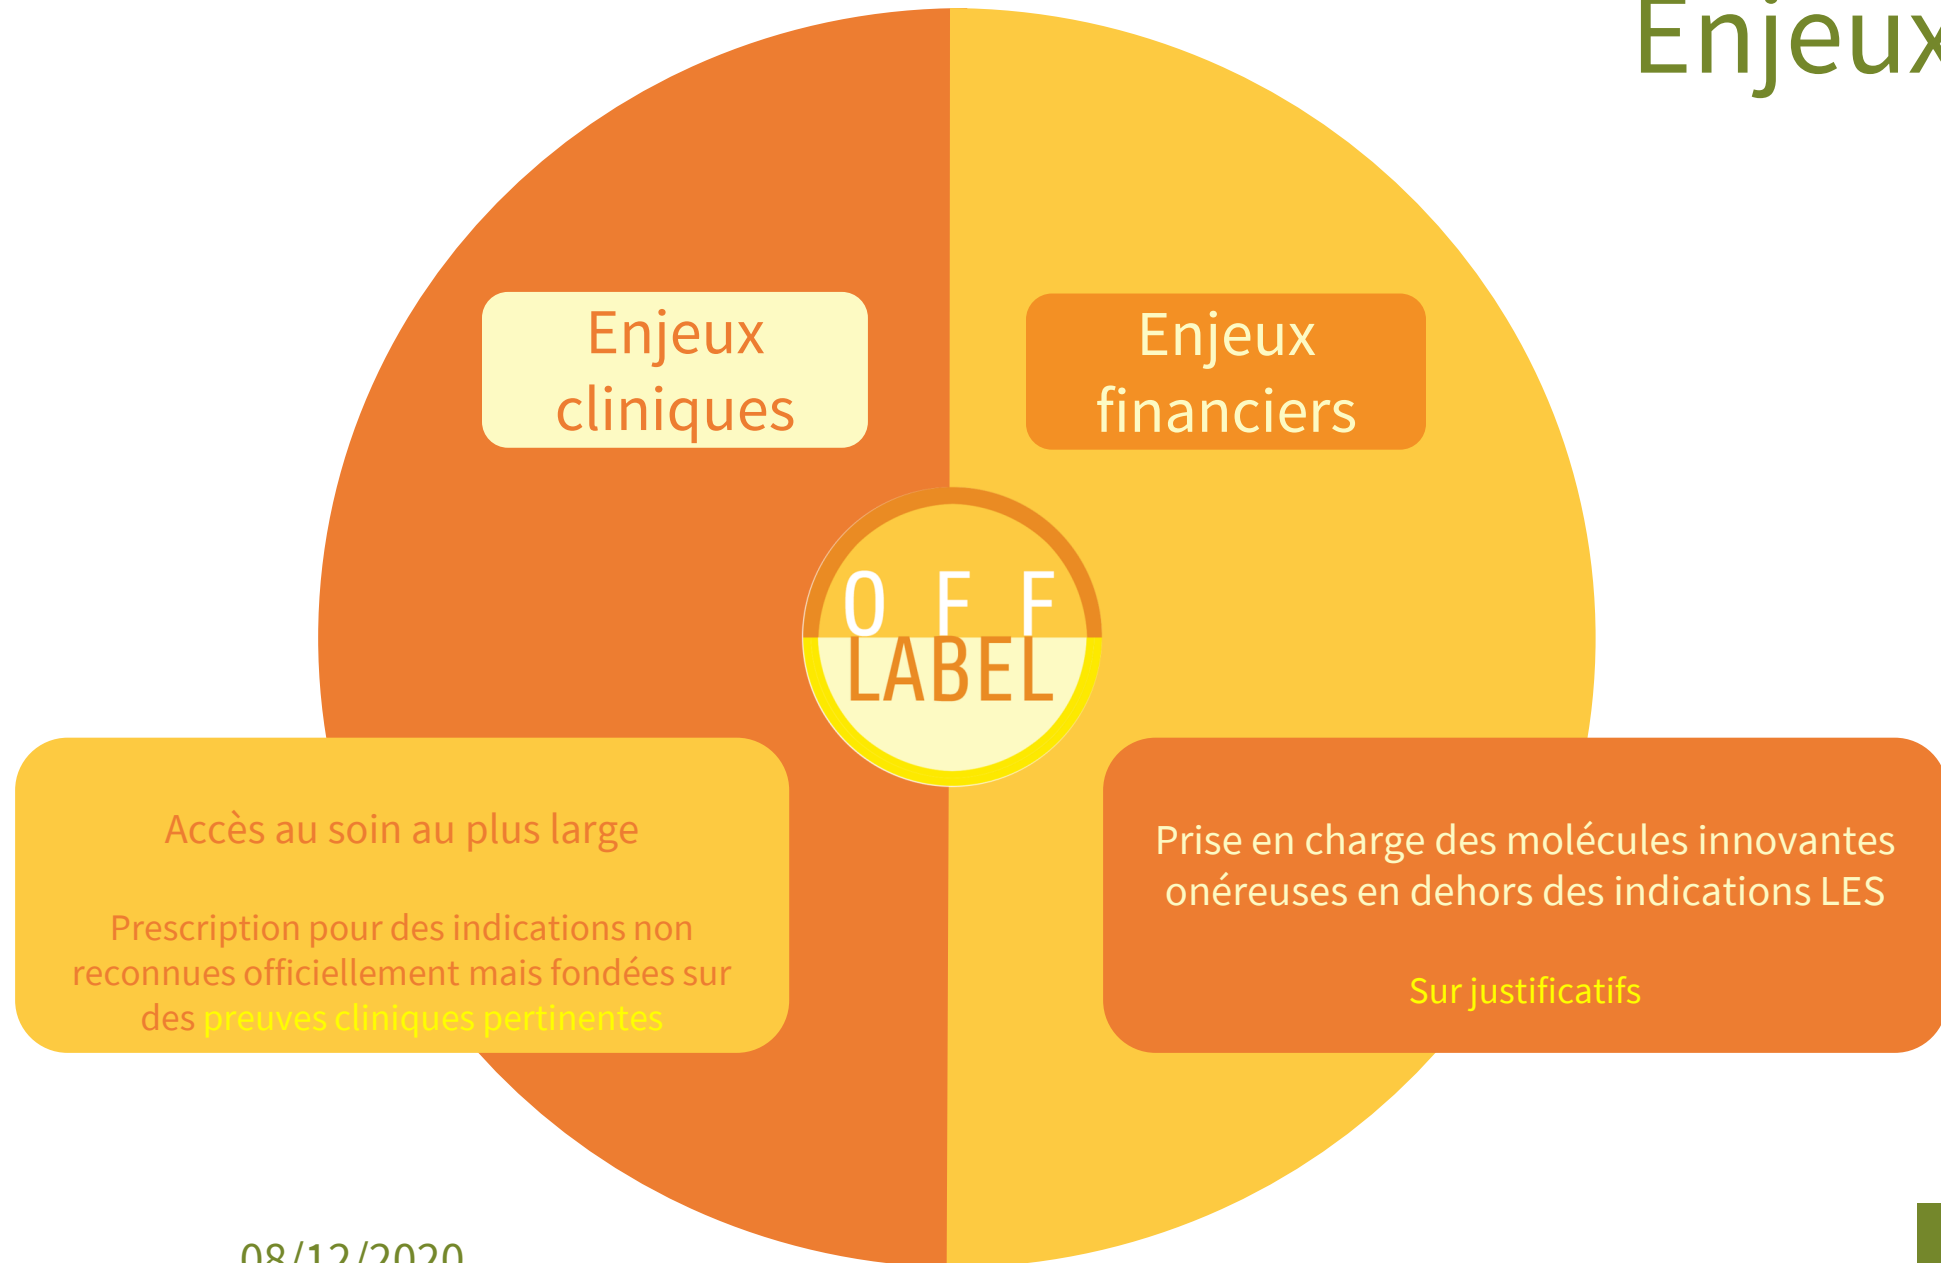 Enjeux
Enjeux
cliniques
Enjeux
financiers
O F F
LABEL
Accès au soin au plus large
Prescription pour des indications non
reconnues officiellement mais fondées sur
des preuves cliniques pertinentes
Prise en charge des molécules innovantes
onéreuses en dehors des indications LES
Sur justificatifs
08/12/2020